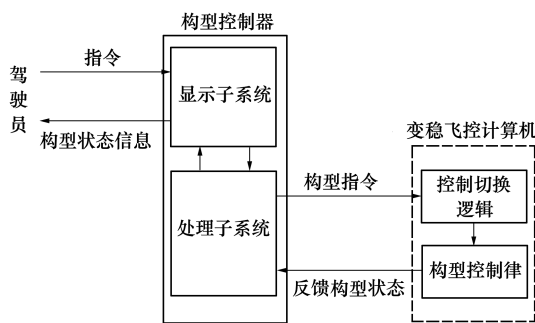 构型控制器
指令
驾驶员
显示子系统
构型状态信息
变稳飞控计算机
构型指令
控制切换
逻辑
处理子系统
构型控制律
反馈构型状态